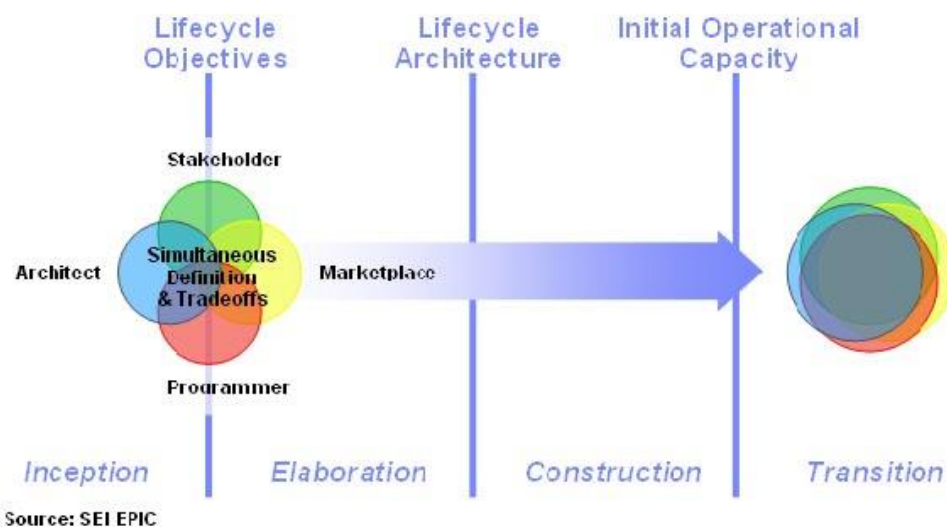 Lifecycle
Objectives
Lifecycle
Architecture
Initial Operational
Capacity
Stakeholder
Architect
Simultaneous
Definition
& Tradeoffs
Marketplace
Programmer
Inception
Elaboration
Construction
Transition
Source: SEI EPIC